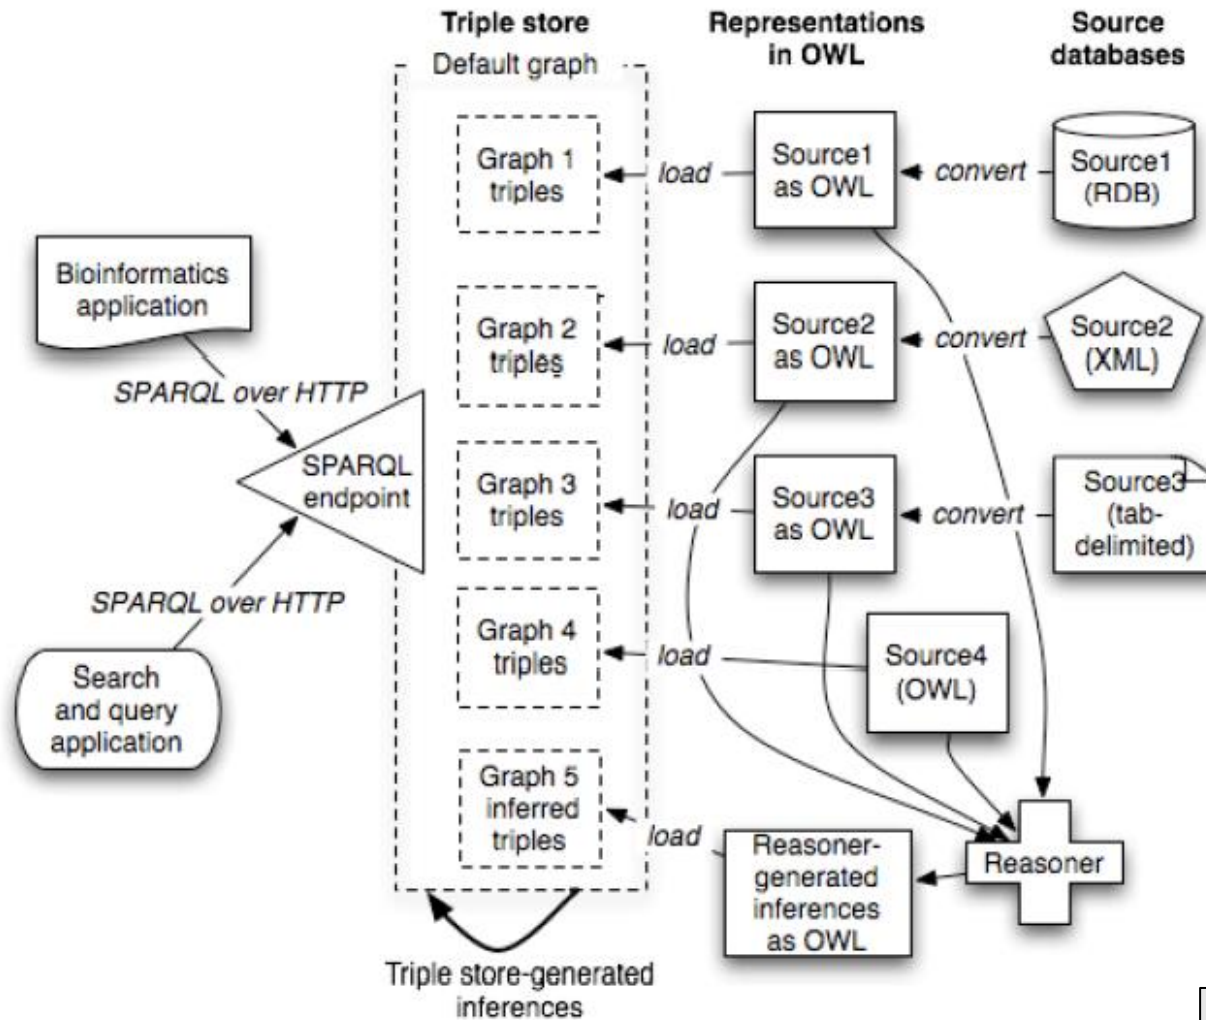 Triple store
Representations
in OWL
Source
databases
Default graph
Graph 1
triples
load
Source1
as OWL
convert
Source1
(RDB)
Bioinformatics
application
Graph 2
triples
load
Source2
as OWL
convert
Source2
(XML)
SPARQL over HTTP
SPARQL
endpoint
Graph 3
triples
load
Source3
as OWL
convert
Source3
(tab-
delimited)
SPARQL over HTTP
Graph 4
triples
load
Source4
(OWL)
Search
and query
application
Graph 5
inferred
triples
load
Reasoner-
generated
inferences
as OWL
Reasoner
Triple store-generated
inferences